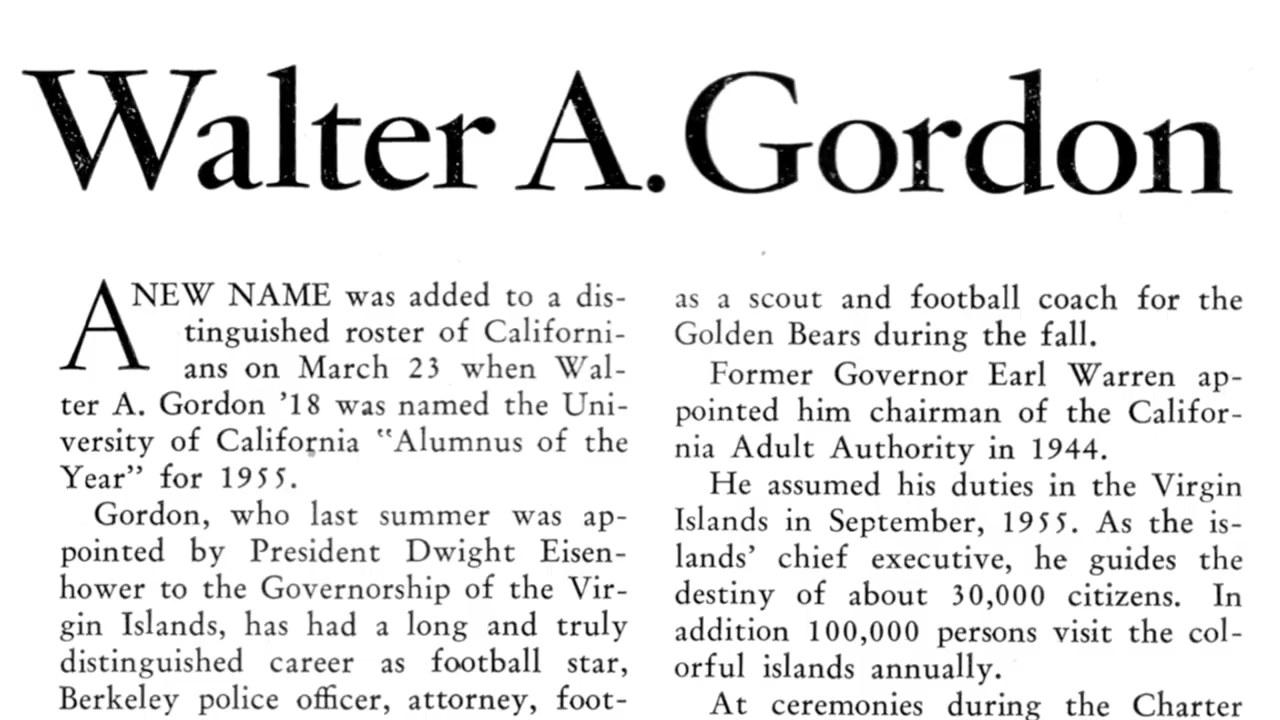 Walter A. Gordon
A NEW NAME was added to a dis-
tinguished roster of Californi-
ans on March 23 when Wal-
ter A. Gordon '18 was named the Uni-
versity of California "Alumnus of the
Year" for 1955.
Gordon, who last summer was ap-
pointed by President Dwight Eisen-
hower to the Governorship of the Vir-
gin Islands, has had a long and truly
distinguished career as football star,
Berkeley police officer, attorney, foot-
as a scout and football coach for the
Golden Bears during the fall.
Former Governor Earl Warren ap-
pointed him chairman of the Califor-
nia Adult Authority in 1944.
He assumed his duties in the Virgin
Islands in September, 1955. As the is-
lands' chief executive, he guides the
destiny of about 30,000 citizens. In
addition 100,000 persons visit the col-
orful islands annually.
At ceremonies during the Charter